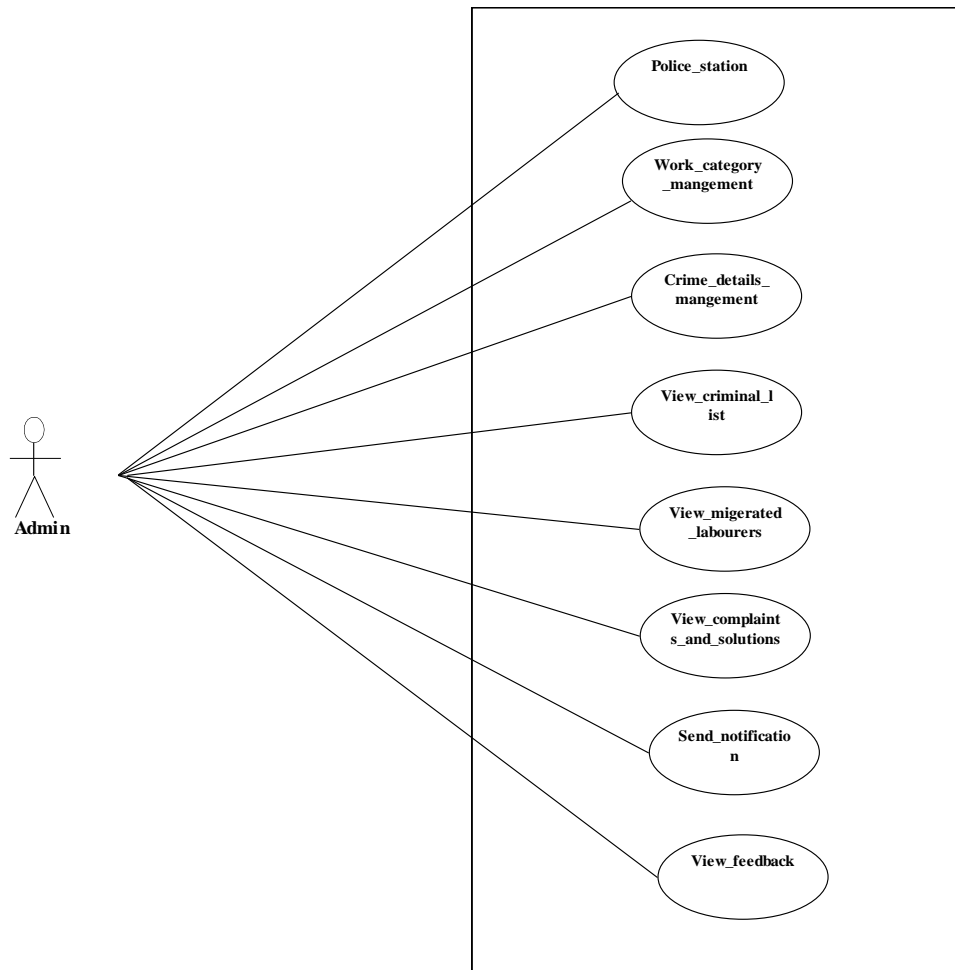 Police_station
Work_category
_mangement
Crime_details_
mangement
View_criminal_l
ist
Admin
View_migerated
_labourers
View_complaint
s_and_solutions
Send_notificatio
n
View_feedback